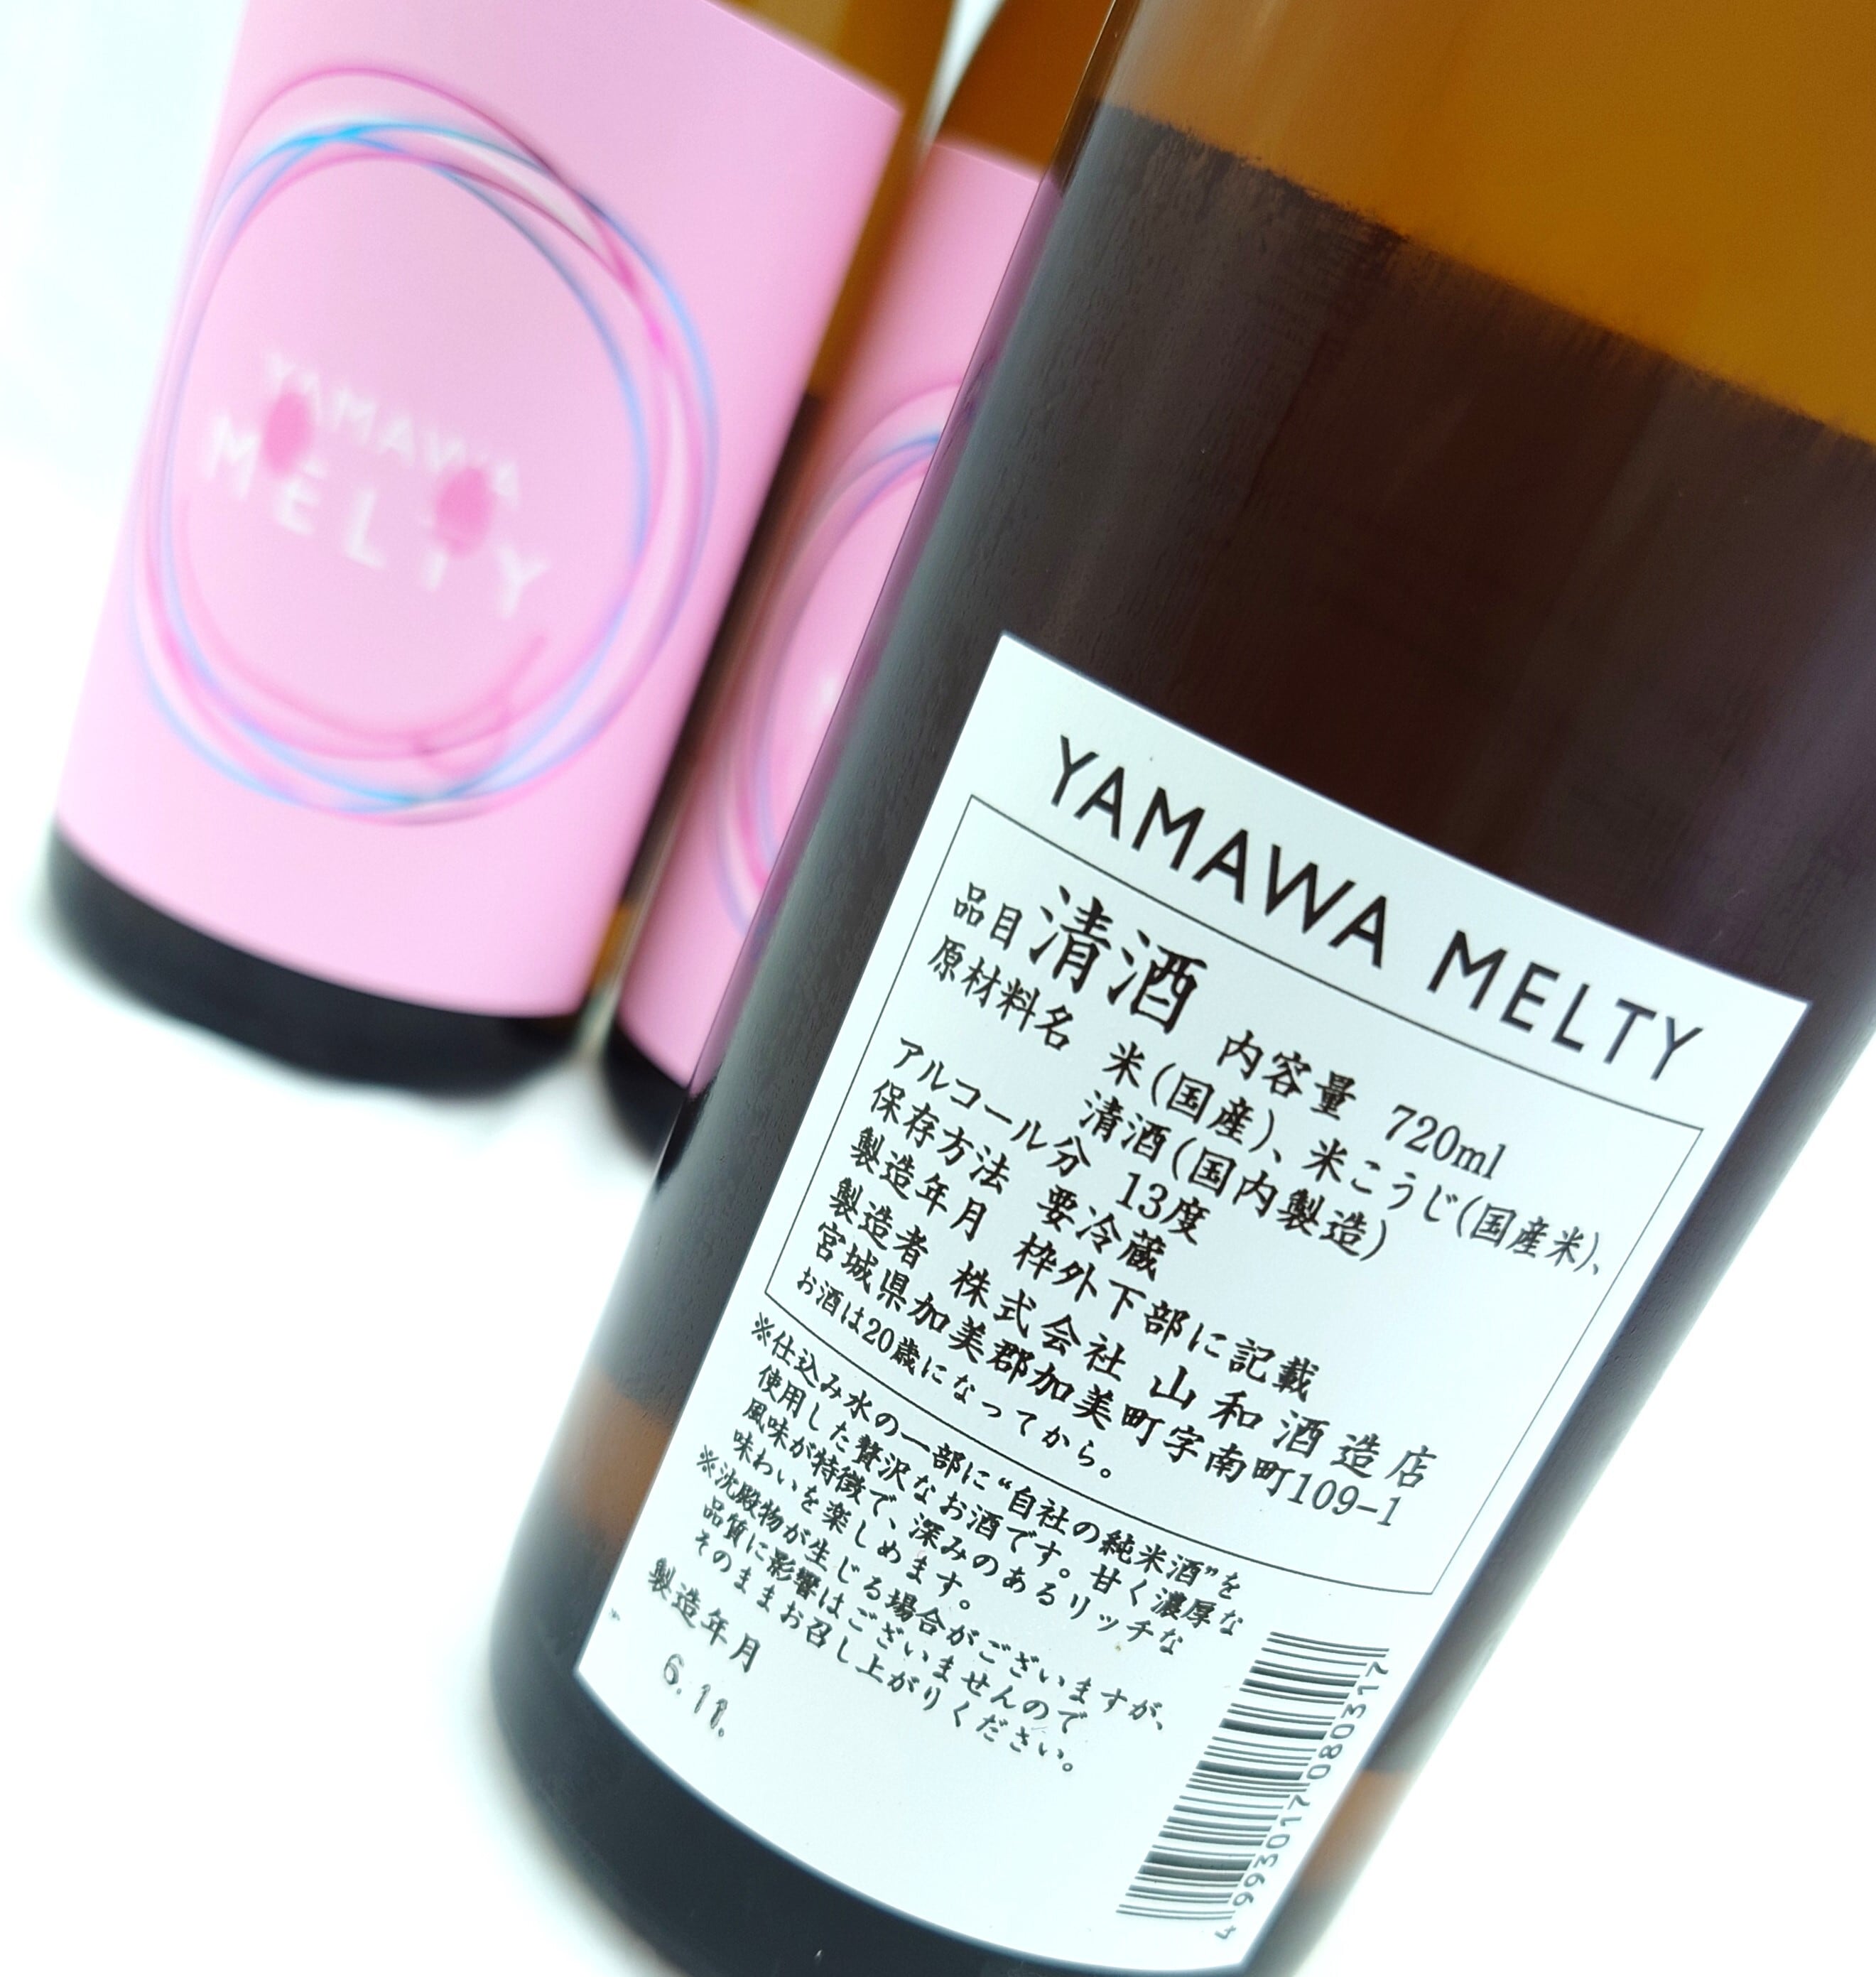 YAMAWA
MELTY
YAMAWA MELTY
品目 清酒 内容量 720ml
原材料名 米(国産)、米こうじ(国産米)、
清酒(国内製造)
アルコール分 13度
保存方法 要冷蔵
製造年月 枠外下部に記載
製造者 株式会社 山和酒造店
宮城県加美郡加美町字南町109-1
お酒は20歳になってから。
※仕込み水の一部に“自社の純米酒”を
使用した贅沢なお酒です。甘く濃厚な
風味が特徴で、深みのあるリッチな
味わいを楽しめます。
※沈殿物が生じる場合がございますが、
品質に影響はございませんので
そのままお召し上がりください。
製造年月
6.11.
4993017080317